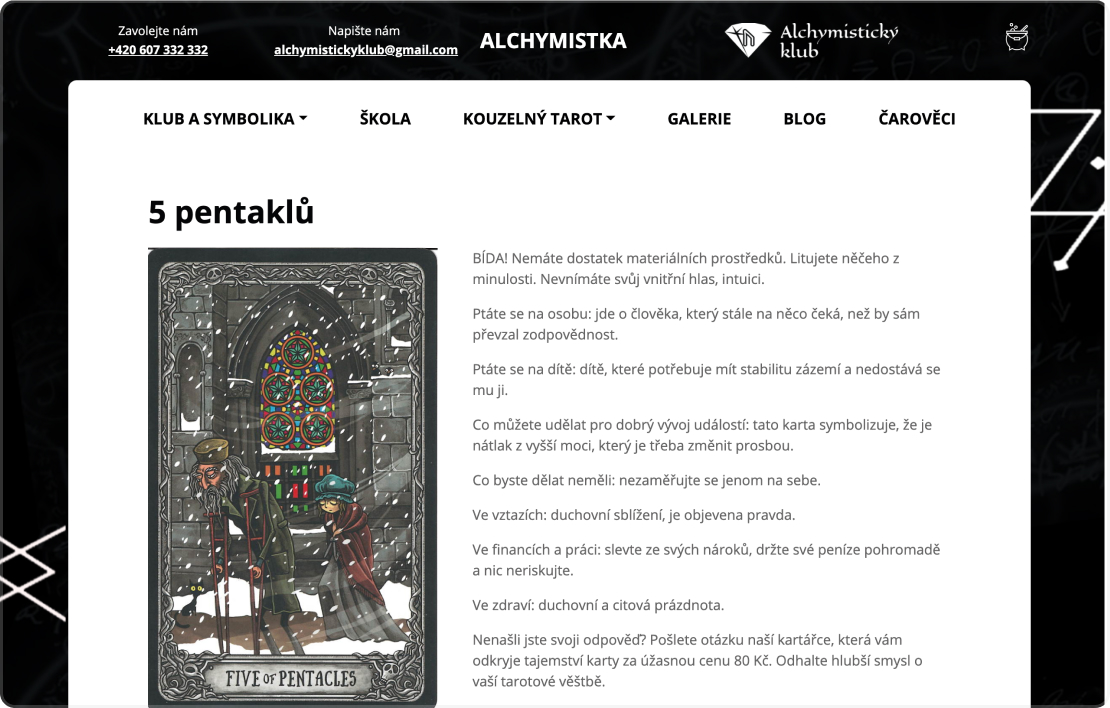 Zavolejte nám
+420 607 332 332
Napište nám
alchymistickyklub@gmail.com
ALCHYMISTKA
Alchymistický
klub
KLUB A SYMBOLIKA
ŠKOLA
KOUZELNÝ TAROT
GALERIE
BLOG
ČAROVĚCI
5 pentaklů
BÍDA! Nemáte dostatek materiálních prostředků. Litujete něčeho z
minulosti. Nevnímáte svůj vnitřní hlas, intuici.
Ptáte se na osobu: jde o člověka, který stále na něco čeká, než by sám
převzal zodpovědnost.
Ptáte se na dítě: dítě, které potřebuje mít stabilitu zázemí a nedostává se
mu ji.
Co můžete udělat pro dobrý vývoj událostí: tato karta symbolizuje, že je
nátlak z vyšší moci, který je třeba změnit prosbou.
Co byste dělat neměli: nezaměřujte se jenom na sebe.
Ve vztazích: duchovní sblížení, je objevena pravda.
Ve financích a práci: slevte ze svých nároků, držte své peníze pohromadě
a nic neriskujte.
Ve zdraví: duchovní a citová prázdnota.
Nenašli jste svoji odpověď? Pošlete otázku naší kartářce, která vám
odkryje tajemství karty za úžasnou cenu 80 Kč. Odhalte hlubší smysl o
vaší tarotové věštbě.
FIVE OF PENTACLES